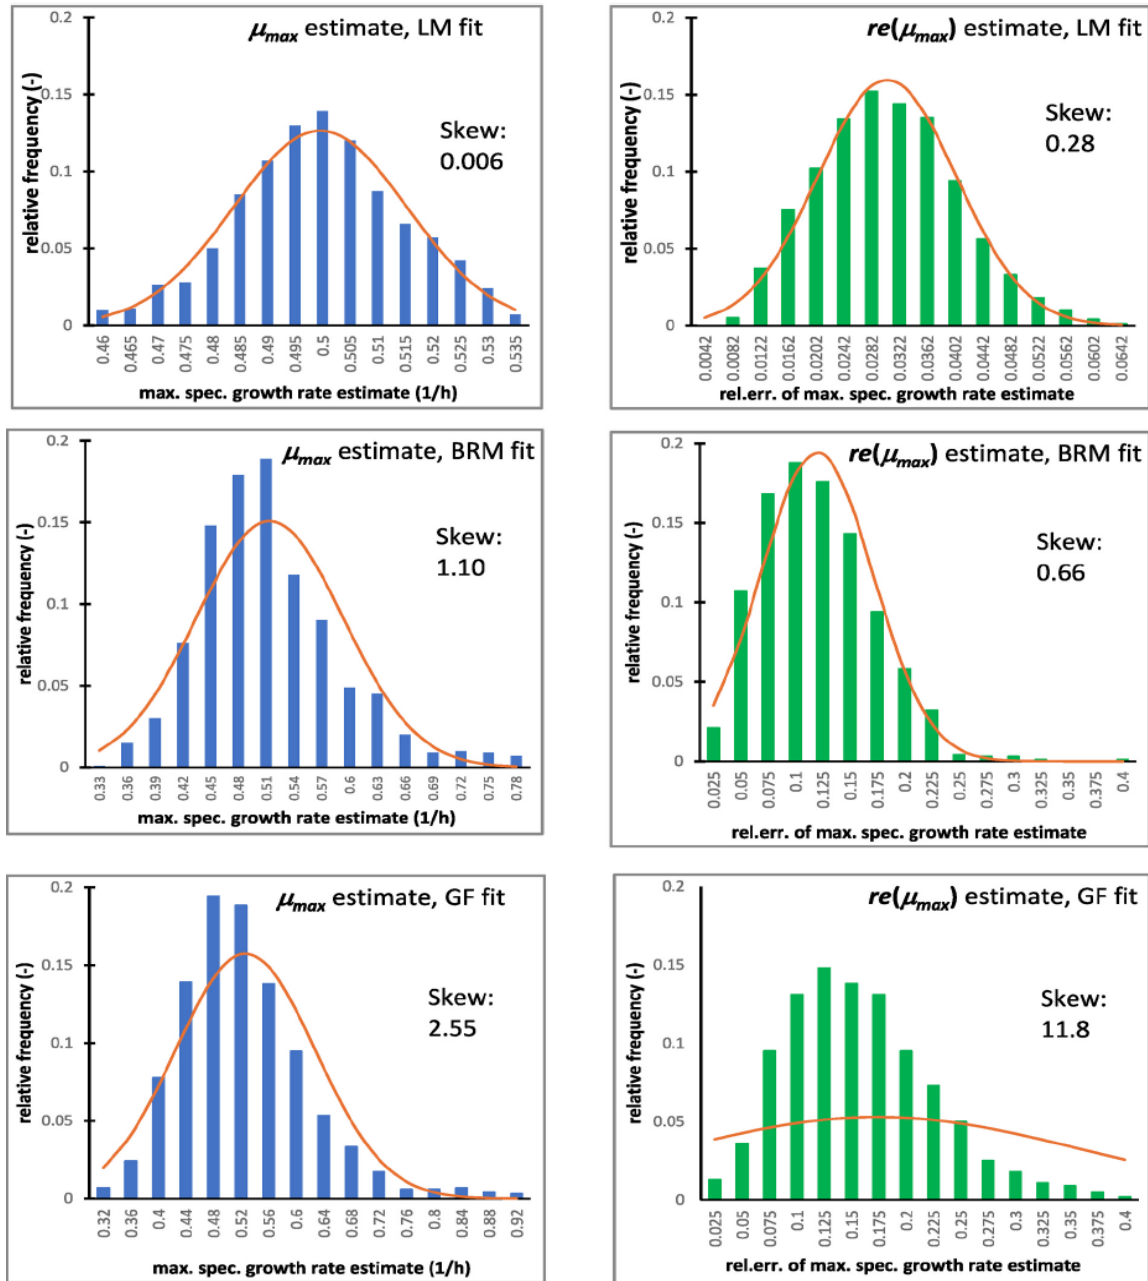 μmax estimate, LM fit
relative frequency (-)
0.2
0.15
0.1
0.05
0
Skew:
0.006
0.46 0.465 0.47 0.475 0.48 0.485 0.49 0.495 0.5 0.505 0.51 0.515 0.52 0.525 0.53 0.535
max. spec. growth rate estimate (1/h)
re(μmax) estimate, LM fit
relative frequency (-)
0.2
0.15
0.1
0.05
0
Skew:
0.28
0.0042 0.0082 0.0122 0.0162 0.0202 0.0242 0.0282 0.0322 0.0362 0.0402 0.0442 0.0482 0.0522 0.0562 0.0602 0.0642
rel.err. of max. spec. growth rate estimate
μmax estimate, BRM fit
relative frequency (-)
0.2
0.15
0.1
0.05
0
Skew:
1.10
0.33 0.36 0.39 0.42 0.45 0.48 0.51 0.54 0.57 0.6 0.63 0.66 0.69 0.72 0.75 0.78
max. spec. growth rate estimate (1/h)
re(μmax) estimate, BRM fit
relative frequency (-)
0.2
0.15
0.1
0.05
0
Skew:
0.66
0.025 0.05 0.075 0.1 0.125 0.15 0.175 0.2 0.225 0.25 0.275 0.3 0.325 0.35 0.375 0.4
rel.err. of max. spec. growth rate estimate
μmax estimate, GF fit
relative frequency (-)
0.2
0.15
0.1
0.05
0
Skew:
2.55
0.32 0.36 0.4 0.44 0.48 0.52 0.56 0.6 0.64 0.68 0.72 0.76 0.8 0.84 0.88 0.92
max. spec. growth rate estimate (1/h)
re(μmax) estimate, GF fit
relative frequency (-)
0.2
0.15
0.1
0.05
0
Skew:
11.8
0.025 0.05 0.075 0.1 0.125 0.15 0.175 0.2 0.225 0.25 0.275 0.3 0.325 0.35 0.375 0.4
rel.err. of max. spec. growth rate estimate